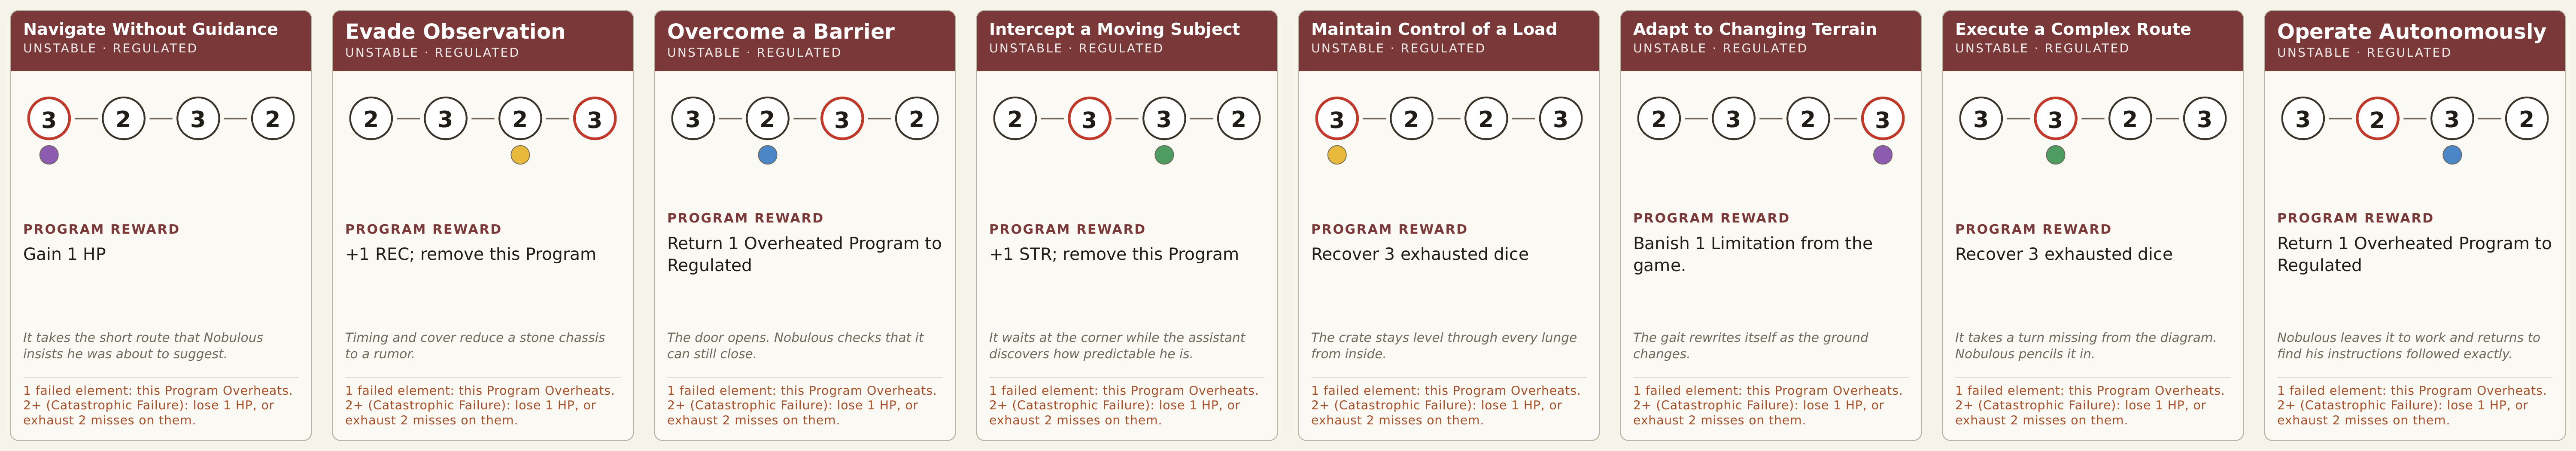 Navigate Without Guidance
UNSTABLE · REGULATED
3 2 3 2
PROGRAM REWARD
Gain 1 HP
It takes the short route that Nobulous
insists he was about to suggest.
1 failed element: this Program Overheats.
2+ (Catastrophic Failure): lose 1 HP, or
exhaust 2 misses on them.
Evade Observation
UNSTABLE · REGULATED
2 3 2 3
PROGRAM REWARD
+1 REC; remove this Program
Timing and cover reduce a stone chassis
to a rumor.
1 failed element: this Program Overheats.
2+ (Catastrophic Failure): lose 1 HP, or
exhaust 2 misses on them.
Overcome a Barrier
UNSTABLE · REGULATED
3 2 3 2
PROGRAM REWARD
Return 1 Overheated Program to
Regulated
The door opens. Nobulous checks that it
can still close.
1 failed element: this Program Overheats.
2+ (Catastrophic Failure): lose 1 HP, or
exhaust 2 misses on them.
Intercept a Moving Subject
UNSTABLE · REGULATED
2 3 3 2
PROGRAM REWARD
+1 STR; remove this Program
It waits at the corner while the assistant
discovers how predictable he is.
1 failed element: this Program Overheats.
2+ (Catastrophic Failure): lose 1 HP, or
exhaust 2 misses on them.
Maintain Control of a Load
UNSTABLE · REGULATED
3 2 2 3
PROGRAM REWARD
Recover 3 exhausted dice
The crate stays level through every lunge
from inside.
1 failed element: this Program Overheats.
2+ (Catastrophic Failure): lose 1 HP, or
exhaust 2 misses on them.
Adapt to Changing Terrain
UNSTABLE · REGULATED
2 3 2 3
PROGRAM REWARD
Banish 1 Limitation from the
game.
The gait rewrites itself as the ground
changes.
1 failed element: this Program Overheats.
2+ (Catastrophic Failure): lose 1 HP, or
exhaust 2 misses on them.
Execute a Complex Route
UNSTABLE · REGULATED
3 3 2 3
PROGRAM REWARD
Recover 3 exhausted dice
It takes a turn missing from the diagram.
Nobulous pencils it in.
1 failed element: this Program Overheats.
2+ (Catastrophic Failure): lose 1 HP, or
exhaust 2 misses on them.
Operate Autonomously
UNSTABLE · REGULATED
3 2 3 2
PROGRAM REWARD
Return 1 Overheated Program to
Regulated
Nobulous leaves it to work and returns to
find his instructions followed exactly.
1 failed element: this Program Overheats.
2+ (Catastrophic Failure): lose 1 HP, or
exhaust 2 misses on them.